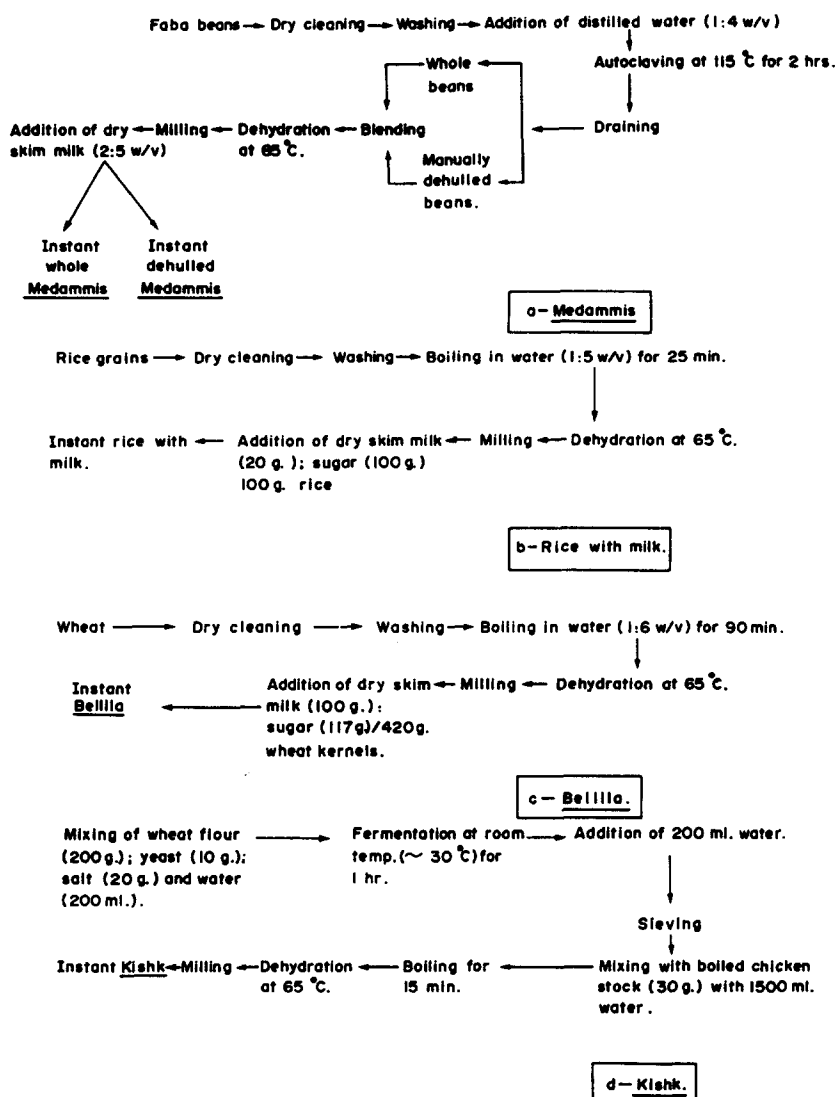 Faba beans → Dry cleaning → Washing → Addition of distilled water (1:4 w/v)
Autoclaving at 115 °C for 2 hrs.
Draining
Whole
beans
Manually
dehulled
beans.
Blending
Dehydration
at 65 °C.
Milling
Addition of dry
skim milk (2:5 w/v)
Instant
whole
Medammis
Instant
dehulled
Medammis
a- Medammis
Rice grains → Dry cleaning → Washing → Boiling in water (1:5 w/v) for 25 min.
Dehydration at 65 °C.
Milling
Addition of dry skim milk
(20 g.); sugar (100 g.)
100 g. rice
Instant rice with
milk.
b- Rice with milk.
Wheat → Dry cleaning → Washing → Boiling in water (1:6 w/v) for 90 min.
Dehydration at 65 °C.
Milling
Addition of dry skim
milk (100 g.):
sugar (117g)/420g.
wheat kernels.
Instant
Bellila
c- Bellila.
Mixing of wheat flour
(200g.); yeast (10 g.);
salt (20 g.) and water
(200 ml.).
Fermentation at room
temp. (~ 30 °C) for
1 hr.
Addition of 200 ml. water.
Sieving
Mixing with boiled chicken
stock (30 g.) with 1500 ml.
water.
Boiling for
15 min.
Dehydration
at 65 °C.
Milling
Instant Kishk
d- Kishk.